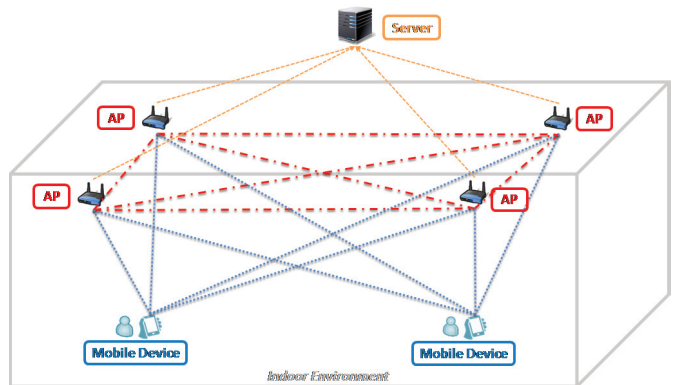 Server
AP
AP
AP
AP
Mobile Device
Mobile Device
Indoor Environment